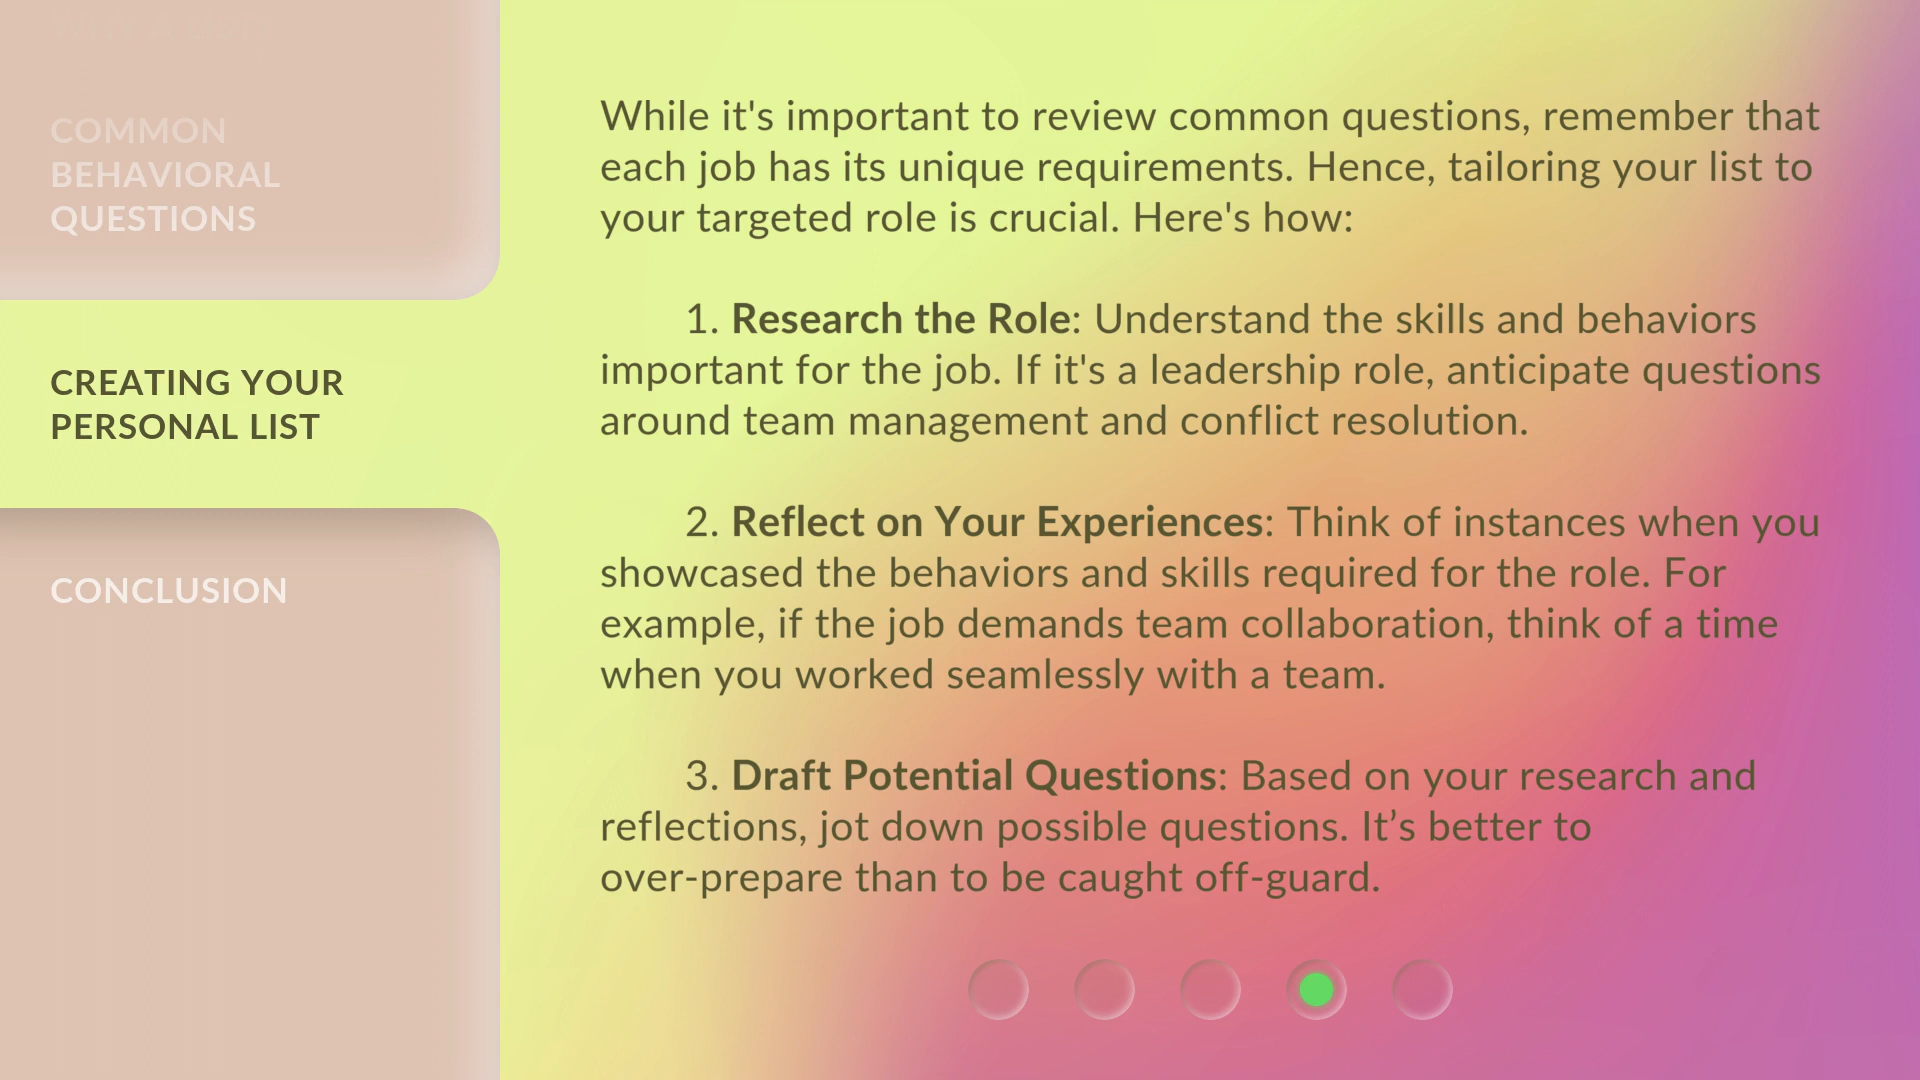 COMMON
BEHAVIORAL
QUESTIONS
CREATING YOUR
PERSONAL LIST
CONCLUSION
While it's important to review common questions, remember that
each job has its unique requirements. Hence, tailoring your list to
your targeted role is crucial. Here's how:
1. Research the Role: Understand the skills and behaviors
important for the job. If it's a leadership role, anticipate questions
around team management and conflict resolution.
2. Reflect on Your Experiences: Think of instances when you
showcased the behaviors and skills required for the role. For
example, if the job demands team collaboration, think of a time
when you worked seamlessly with a team.
3. Draft Potential Questions: Based on your research and
reflections, jot down possible questions. It’s better to
over-prepare than to be caught off-guard.